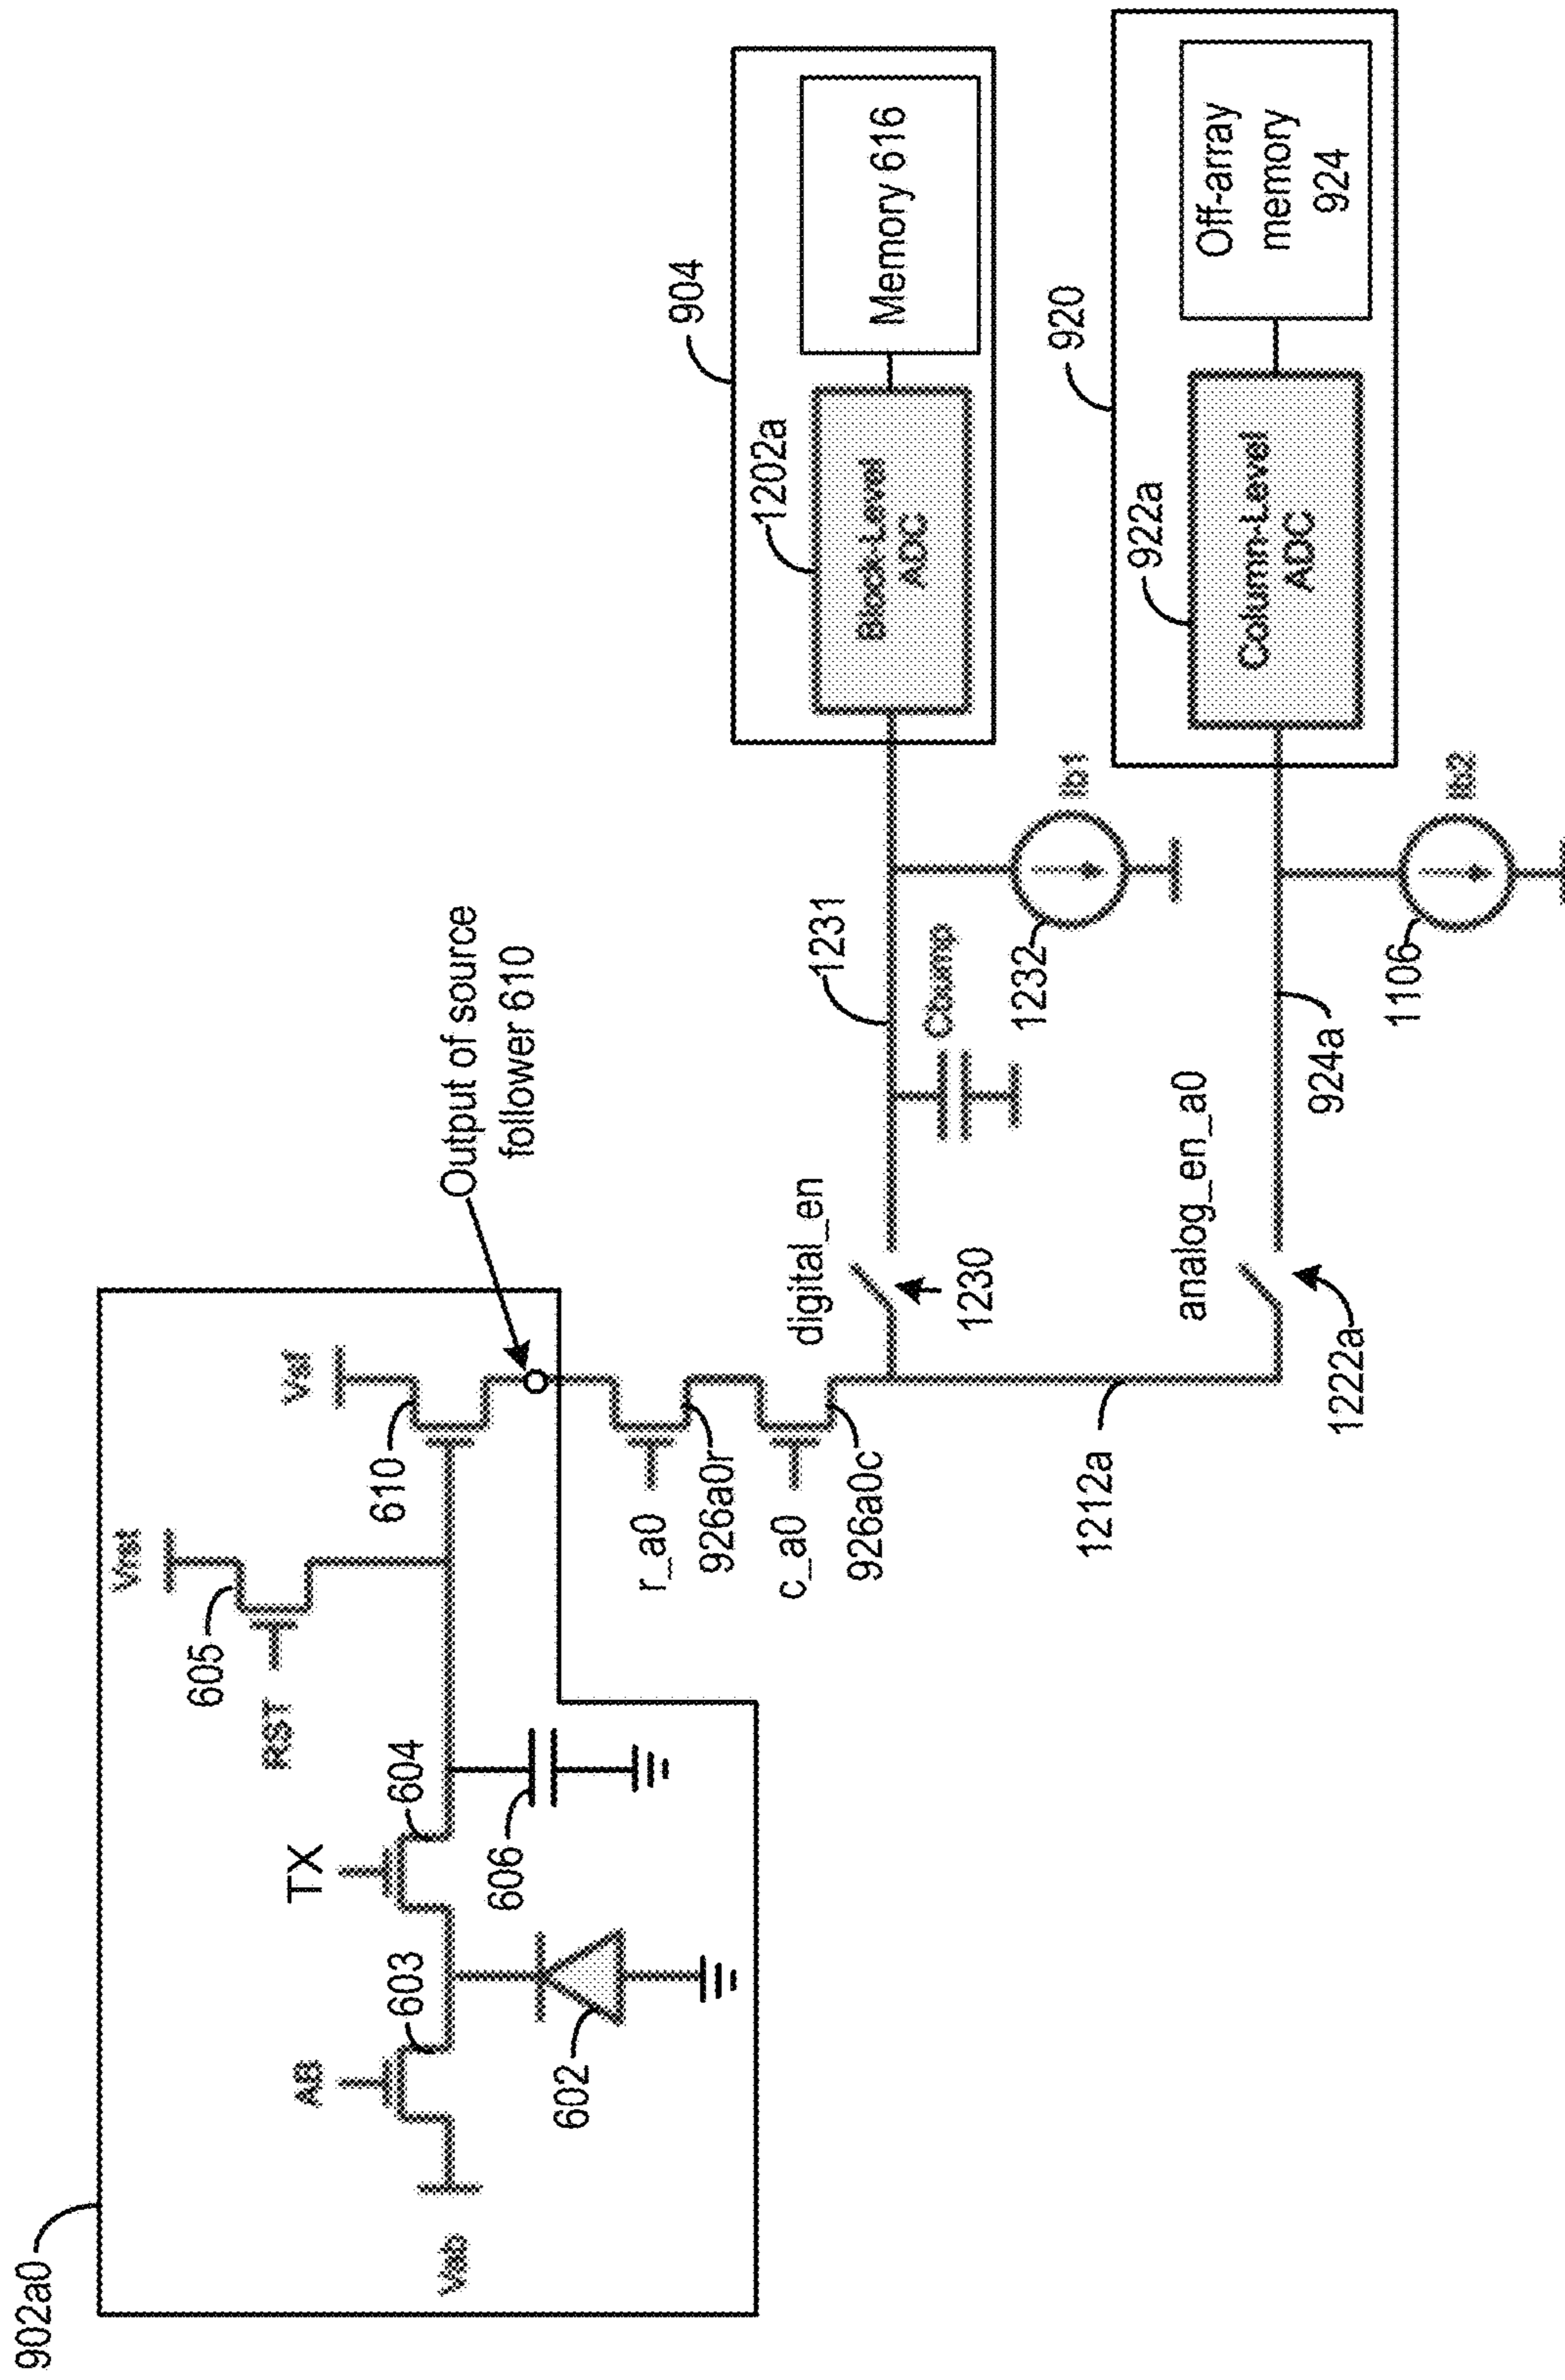 902a0
Vab
AB
603
602
TX
604
606
RST
605
Vrst
610
Vsf
Output of source
follower 610
r_a0
926a0r
c_a0
926a0c
1212a
digital_en
1230
analog_en_a0
1222a
1231
Cbump
1232
Ib1
924a
1106
Ib2
904
1202a
Block-Level
ADC
Memory 616
920
922a
Column-Level
ADC
Off-array
memory
924